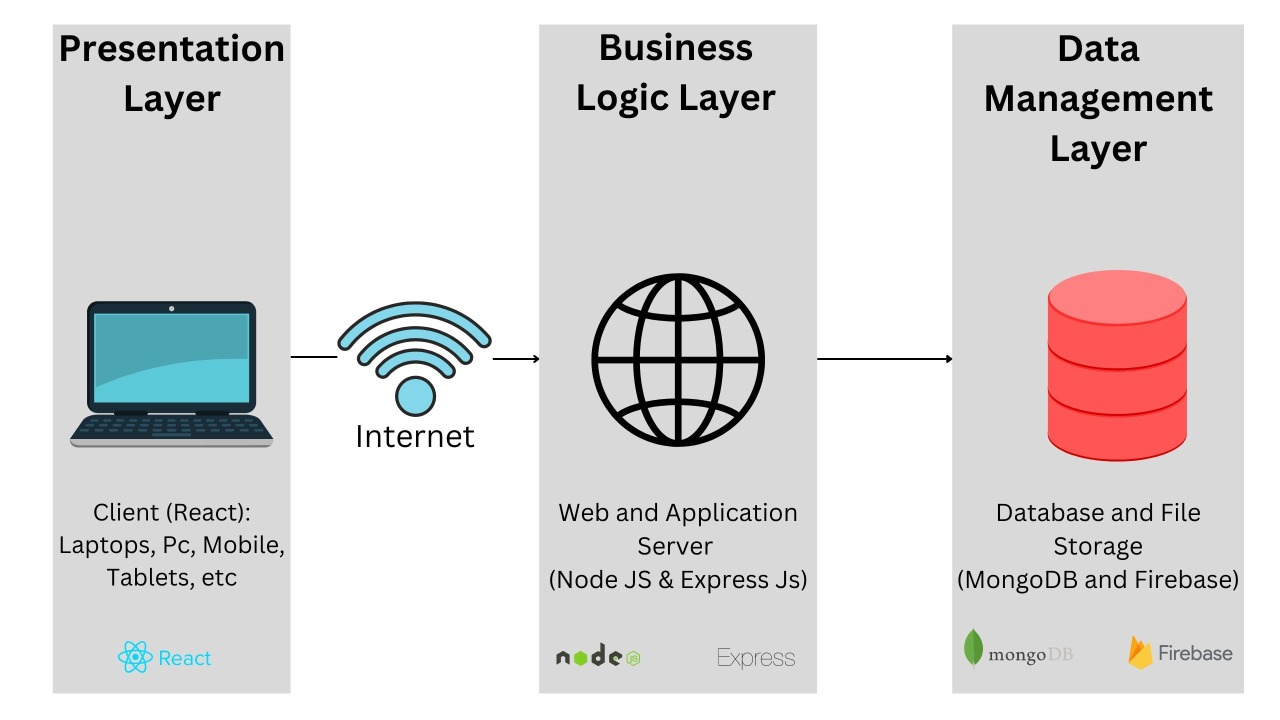 Presentation
Layer
Internet
Client (React):
Laptops, Pc, Mobile,
Tablets, etc
React
Business
Logic Layer
Web and Application
Server
(Node JS & Express Js)
node JS
Express
Data
Management
Layer
Database and File
Storage
(MongoDB and Firebase)
mongoDB
Firebase